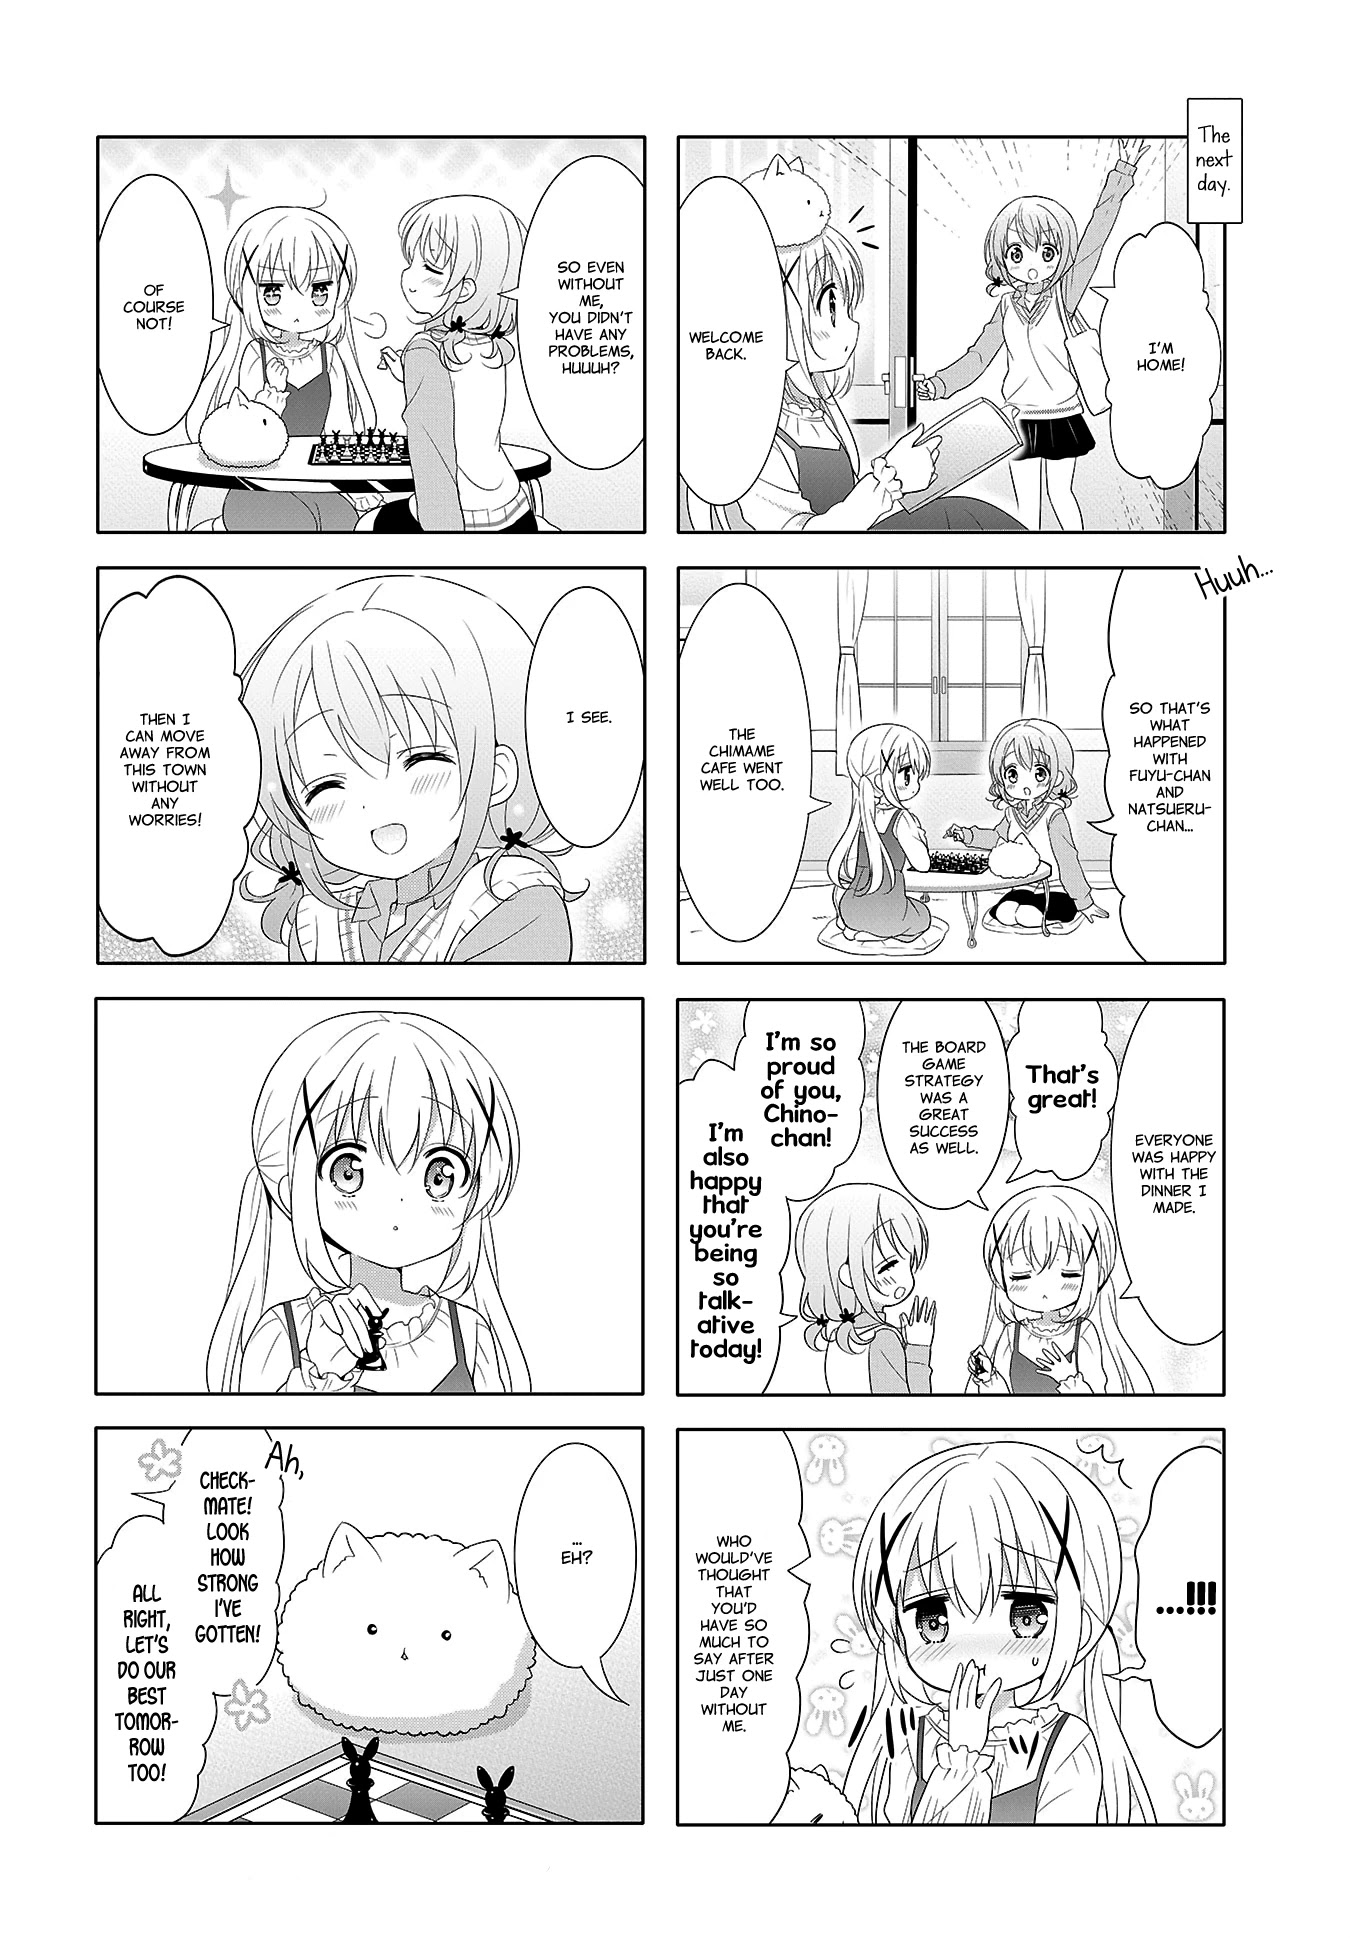 The
next
day.
I'M
HOME!
WELCOME
BACK.
Huuh...
SO THAT'S
WHAT
HAPPENED
WITH
FUYU-CHAN
AND
NATSUERU-
CHAN...
THE
CHIMAME
CAFE WENT
WELL TOO.
EVERYONE
WAS HAPPY
WITH THE
DINNER I
MADE.
That's
great!
THE BOARD
GAME
STRATEGY
WAS A
GREAT
SUCCESS
AS WELL.
I'm so
proud
of you,
Chino-
chan!
I'm
also
happy
that
you're
being
so
talk-
ative
today!
...!!!
WHO
WOULD'VE
THOUGHT
THAT
YOU'D
HAVE SO
MUCH TO
SAY AFTER
JUST ONE
DAY
WITHOUT
ME.
SO EVEN
WITHOUT
ME,
YOU DIDN'T
HAVE ANY
PROBLEMS,
HUUUH?
OF
COURSE
NOT!
I SEE.
THEN I
CAN MOVE
AWAY FROM
THIS TOWN
WITHOUT
ANY
WORRIES!
...
EH?
Ah,
CHECK-
MATE!
LOOK
HOW
STRONG
I'VE
GOTTEN!
ALL
RIGHT,
LET'S
DO OUR
BEST
TOMOR-
ROW
TOO!